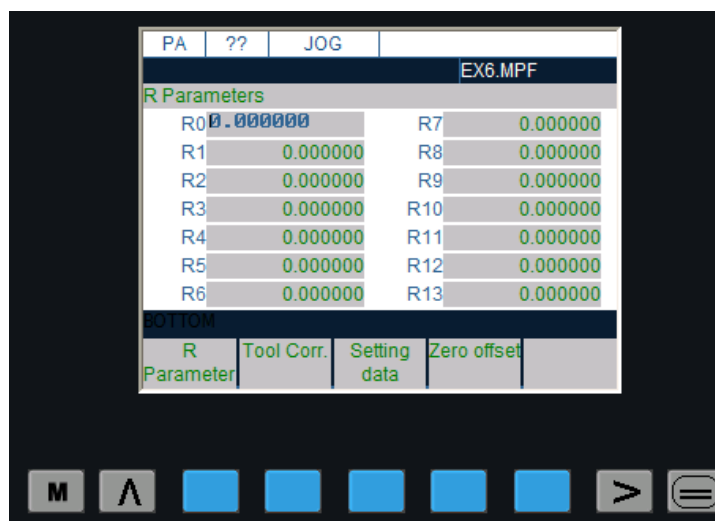 PA ?? JOG
EX6.MPF
R Parameters
R0 0.000000 R7 0.000000
R1 0.000000 R8 0.000000
R2 0.000000 R9 0.000000
R3 0.000000 R10 0.000000
R4 0.000000 R11 0.000000
R5 0.000000 R12 0.000000
R6 0.000000 R13 0.000000
BOTTOM
R Parameter Tool Corr. Setting data Zero offset
M Λ >